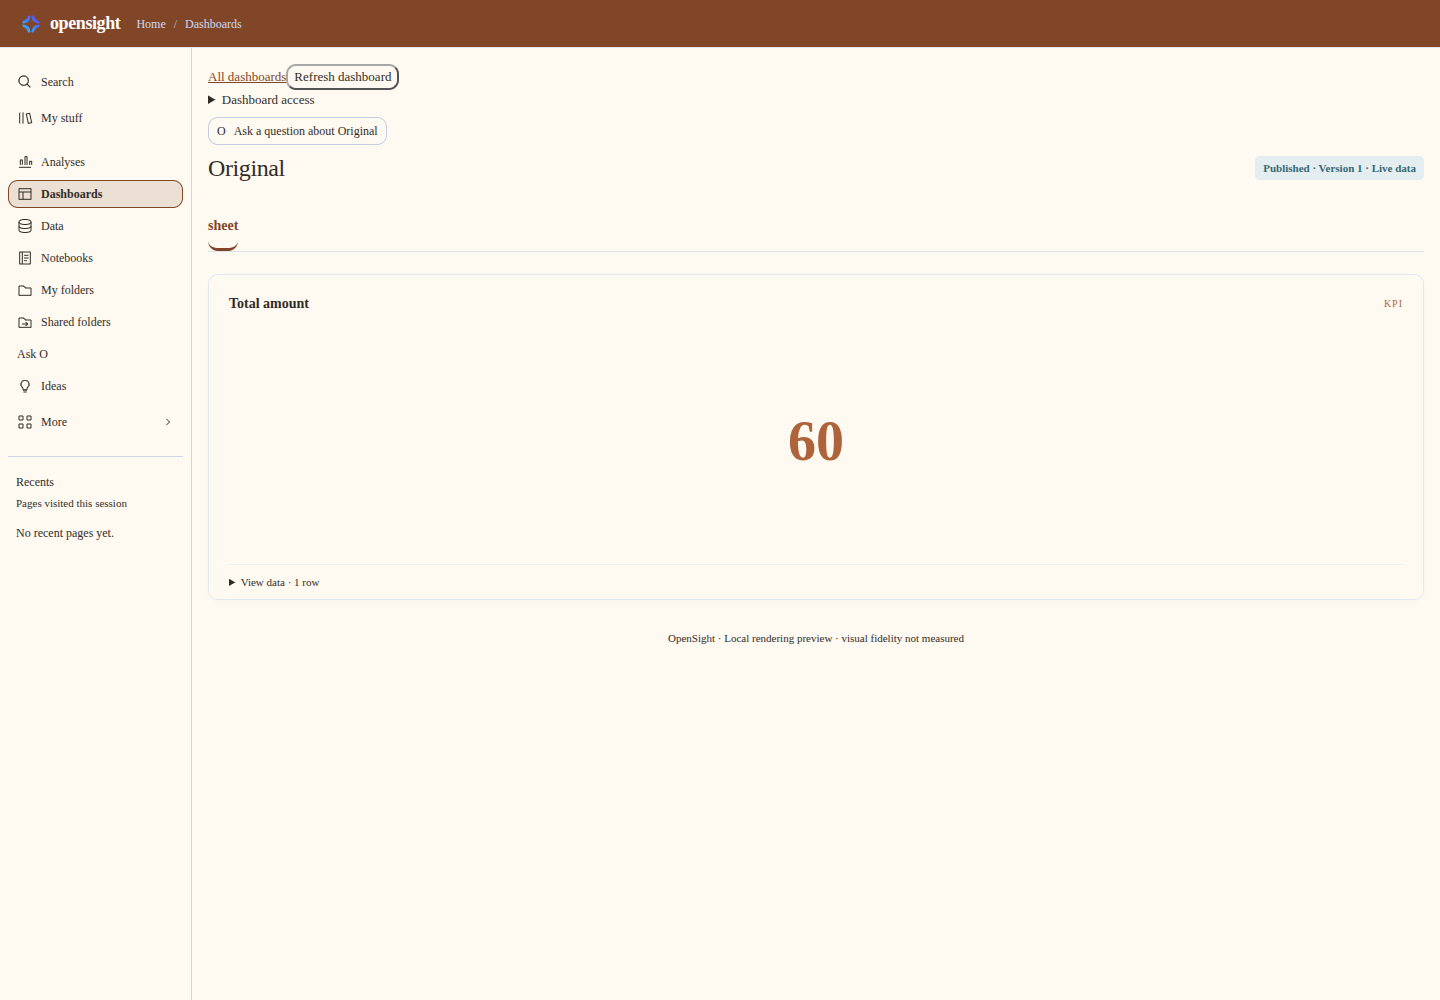 opensight Home / Dashboards
Search
My stuff
Analyses
Dashboards
Data
Notebooks
My folders
Shared folders
Ask O
Ideas
More
Recents
Pages visited this session
No recent pages yet.
All dashboards Refresh dashboard
Dashboard access
O Ask a question about Original
Original
Published · Version 1 · Live data
sheet
Total amount
KPI
60
View data · 1 row
OpenSight · Local rendering preview · visual fidelity not measured